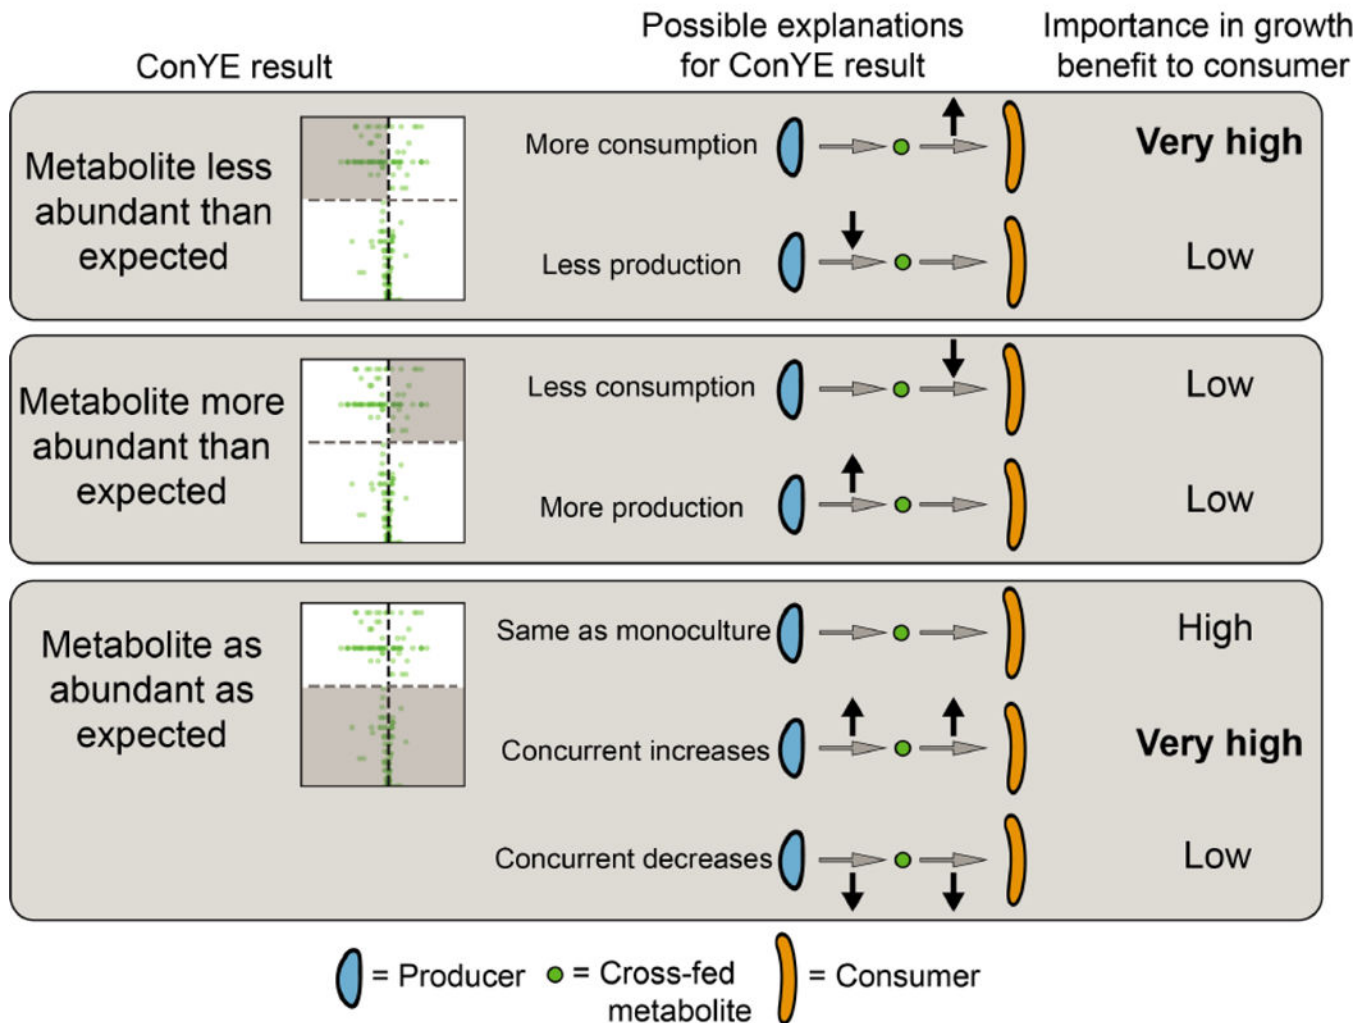 ConYE result
Possible explanations
for ConYE result
Importance in growth
benefit to consumer
Metabolite less
abundant than
expected
More consumption
Very high
Less production
Low
Metabolite more
abundant than
expected
Less consumption
Low
More production
Low
Metabolite as
abundant as
expected
Same as monoculture
High
Concurrent increases
Very high
Concurrent decreases
Low
= Producer
= Cross-fed
metabolite
= Consumer